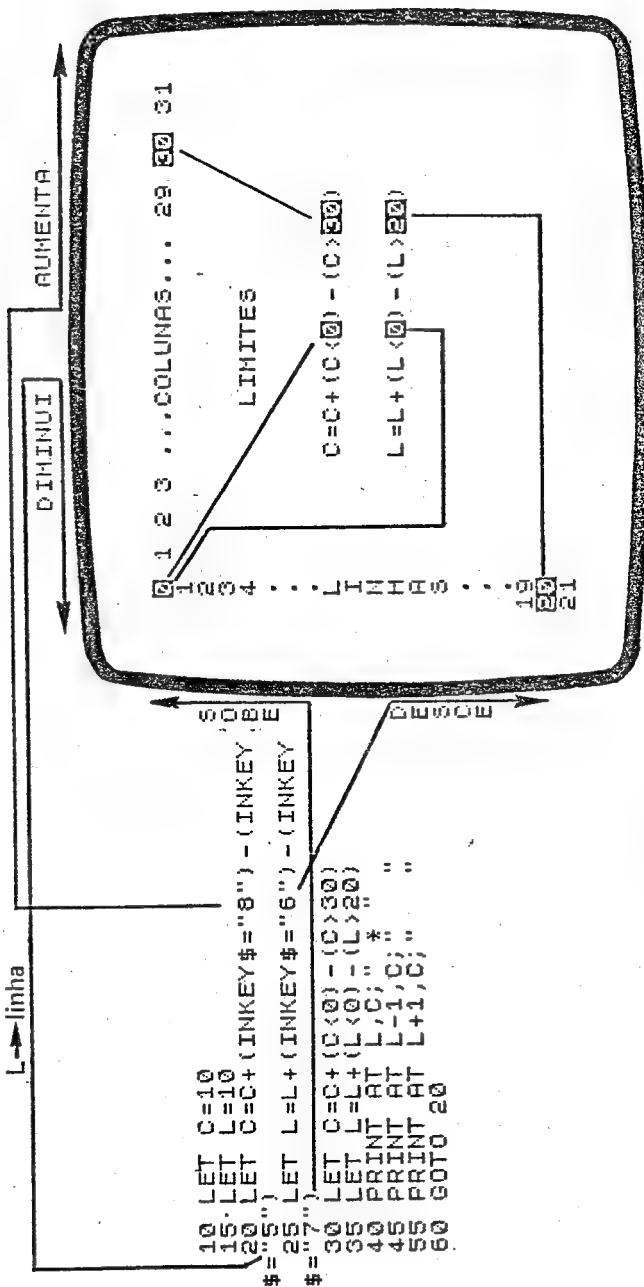 L→linha
DIMINUI
AUMENTA
10 LET C=10
15 LET L=10
20 LET C=C+(INKEY$="8")-(INKEY
$="5")
25 LET L=L+(INKEY$="6")-(INKEY
$="7")
30 LET C=C+(C<0)-(C>30)
35 LET L=L+(L<0)-(L>20)
40 PRINT AT L,C;" * "
45 PRINT AT L-1,C;"   "
55 PRINT AT L+1,C;"   "
60 GOTO 20
SOBE
DESCE
0 1 2 3 ...COLUNAS... 29 30 31
1
2
3
4
...LINHAS...
19
20
21
LIMITES
C=C+(C<0)-(C>30)
L=L+(L<0)-(L>20)